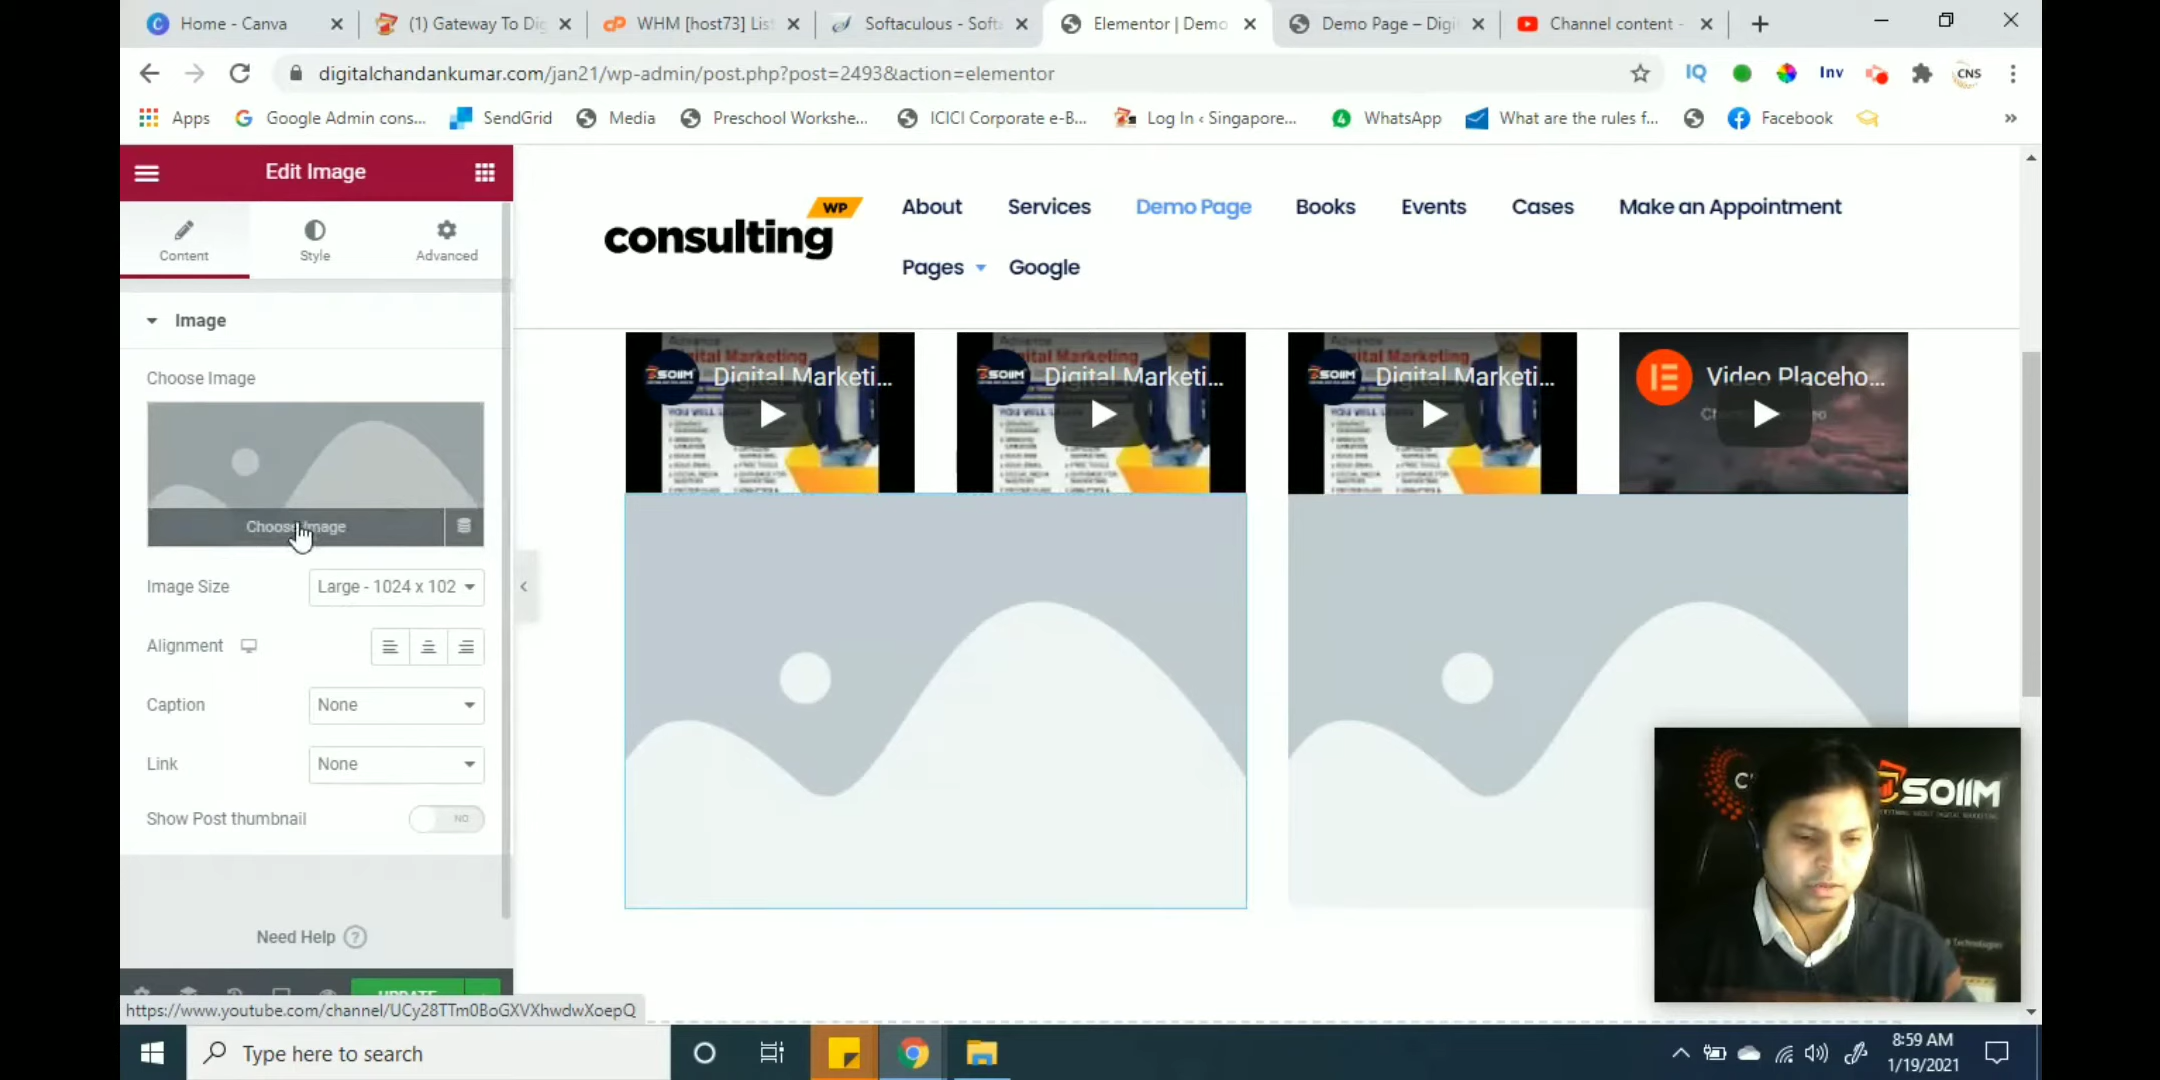 Home - Canva
(1) Gateway To Dig
WHM [host73] List
Softaculous - Softa
Elementor | Demo
Demo Page – Digi
Channel content -
digitalchandankumar.com/jan21/wp-admin/post.php?post=2493&action=elementor
IQ
Inv
CNS
Apps
Google Admin cons...
SendGrid
Media
Preschool Workshe...
ICICI Corporate e-B...
Log In ‹ Singapore...
WhatsApp
What are the rules f...
Facebook
»
Edit Image
Content
Style
Advanced
Image
Choose Image
Choose Image
Image Size
Large - 1024 x 102
Alignment
Caption
None
Link
None
Show Post thumbnail
NO
Need Help
UPDATE
https://www.youtube.com/channel/UCy28TTm0BoGXVXhwdwXoepQ
WP
consulting
About
Services
Demo Page
Books
Events
Cases
Make an Appointment
Pages
Google
Digital Marketi...
Digital Marketi...
Digital Marketi...
Video Placeho...
SOIIM
Type here to search
8:59 AM
1/19/2021